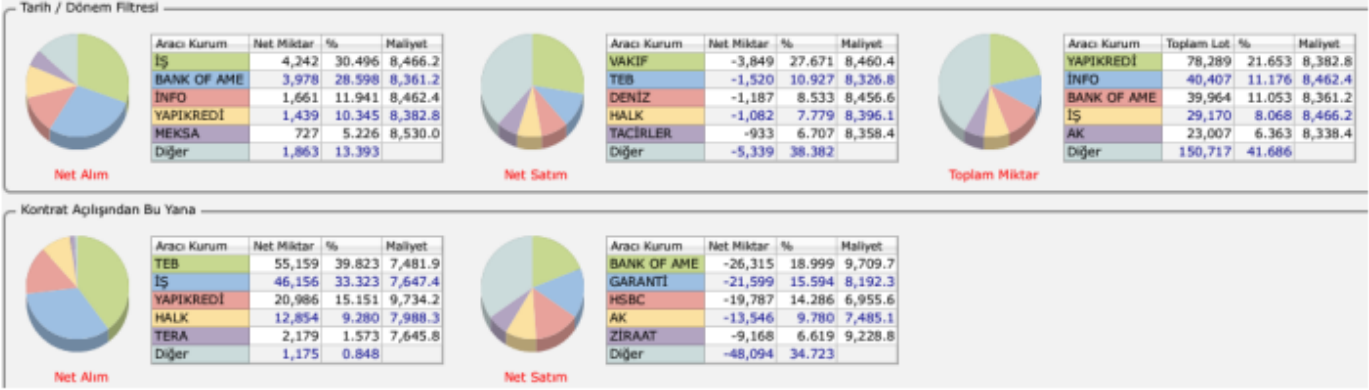 Tarih / Dönem Filtresi
Aracı Kurum Net Miktar % Maliyet
İŞ 4,242 30.496 8,466.2
BANK OF AME 3,978 28.598 8,361.2
İNFO 1,661 11.941 8,462.4
YAPIKREDİ 1,439 10.345 8,382.8
MEKSA 727 5.226 8,530.0
Diğer 1,863 13.393
Net Alım
Aracı Kurum Net Miktar % Maliyet
VAKIF -3,849 27.671 8,460.4
TEB -1,520 10.927 8,326.8
DENİZ -1,187 8.533 8,456.6
HALK -1,082 7.779 8,396.1
TACİRLER -933 6.707 8,358.4
Diğer -5,339 38.382
Net Satım
Aracı Kurum Toplam Lot % Maliyet
YAPIKREDİ 78,289 21.653 8,382.8
İNFO 40,407 11.176 8,462.4
BANK OF AME 39,964 11.053 8,361.2
İŞ 29,170 8.068 8,466.2
AK 23,007 6.363 8,338.4
Diğer 150,717 41.686
Toplam Miktar
Kontrat Açılışından Bu Yana
Aracı Kurum Net Miktar % Maliyet
TEB 55,159 39.823 7,481.9
İŞ 46,156 33.323 7,647.4
YAPIKREDİ 20,986 15.151 9,734.2
HALK 12,854 9.280 7,988.3
TERA 2,179 1.573 7,645.8
Diğer 1,175 0.848
Net Alım
Aracı Kurum Net Miktar % Maliyet
BANK OF AME -26,315 18.999 9,709.7
GARANTİ -21,599 15.594 8,192.3
HSBC -19,787 14.286 6,955.6
AK -13,546 9.780 7,485.1
ZİRAAT -9,168 6.619 9,228.8
Diğer -48,094 34.723
Net Satım